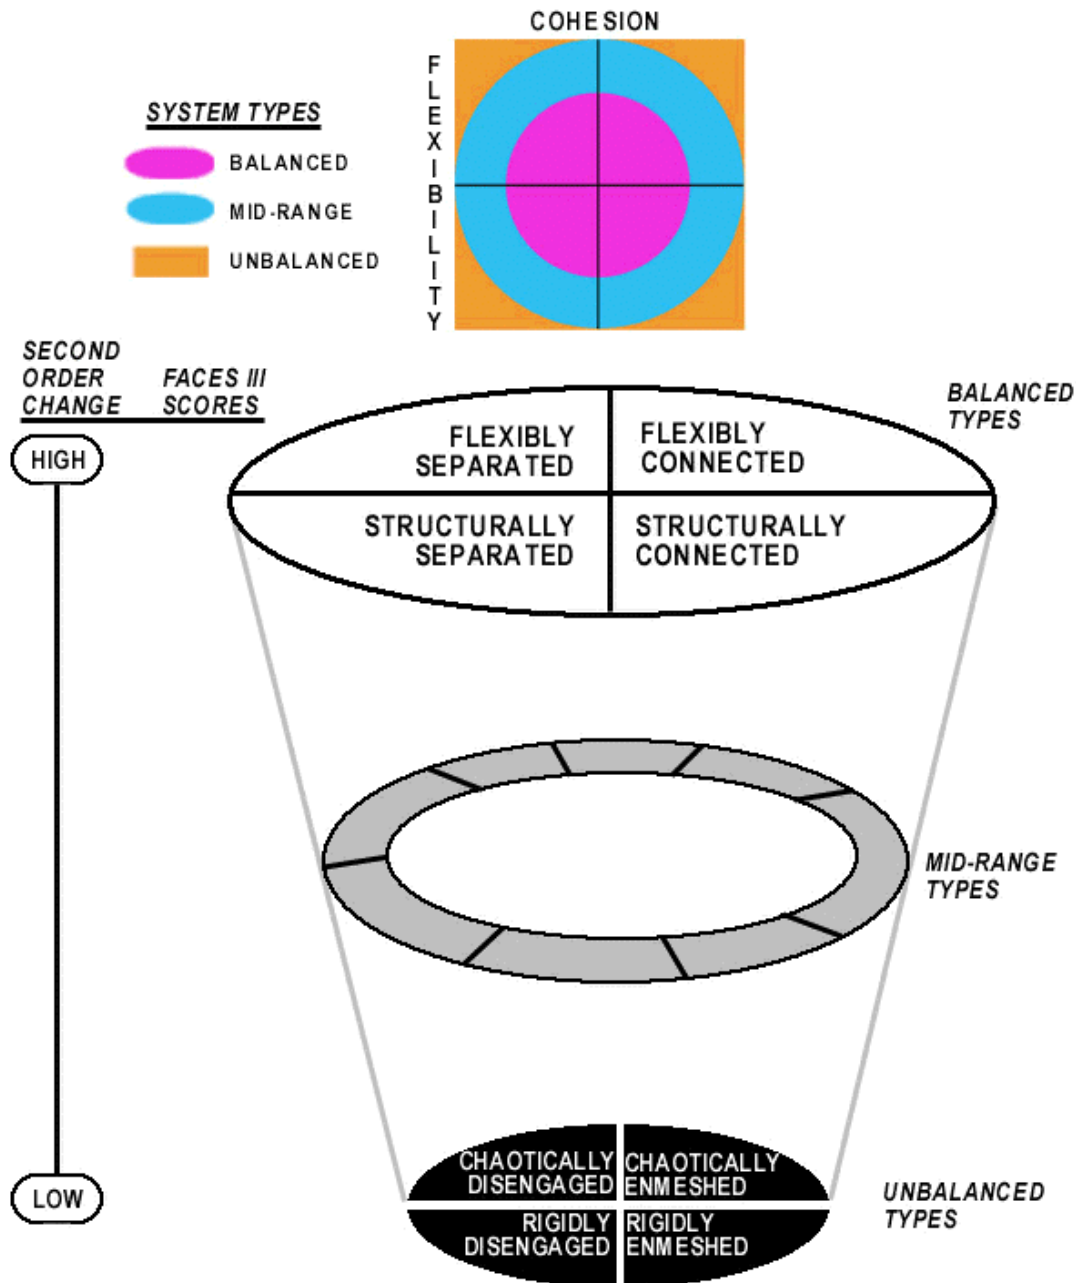 COHESION
FLEXIBILITY
SYSTEM TYPES
BALANCED
MID-RANGE
UNBALANCED
SECOND
ORDER
CHANGE
FACES III
SCORES
BALANCED
TYPES
HIGH
FLEXIBLY
SEPARATED
FLEXIBLY
CONNECTED
STRUCTURALLY
SEPARATED
STRUCTURALLY
CONNECTED
MID-RANGE
TYPES
LOW
CHAOTICALLY
DISENGAGED
CHAOTICALLY
ENMESHED
RIGIDLY
DISENGAGED
RIGIDLY
ENMESHED
UNBALANCED
TYPES